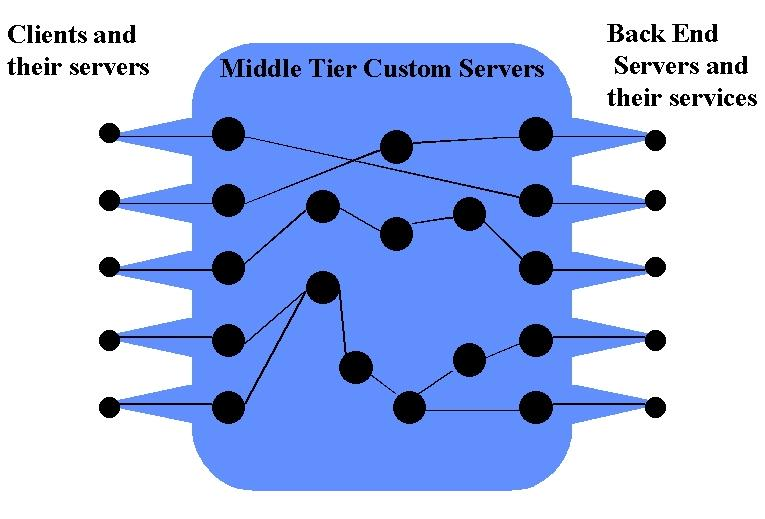 Clients and
their servers
Middle Tier Custom Servers
Back End
Servers and
their services